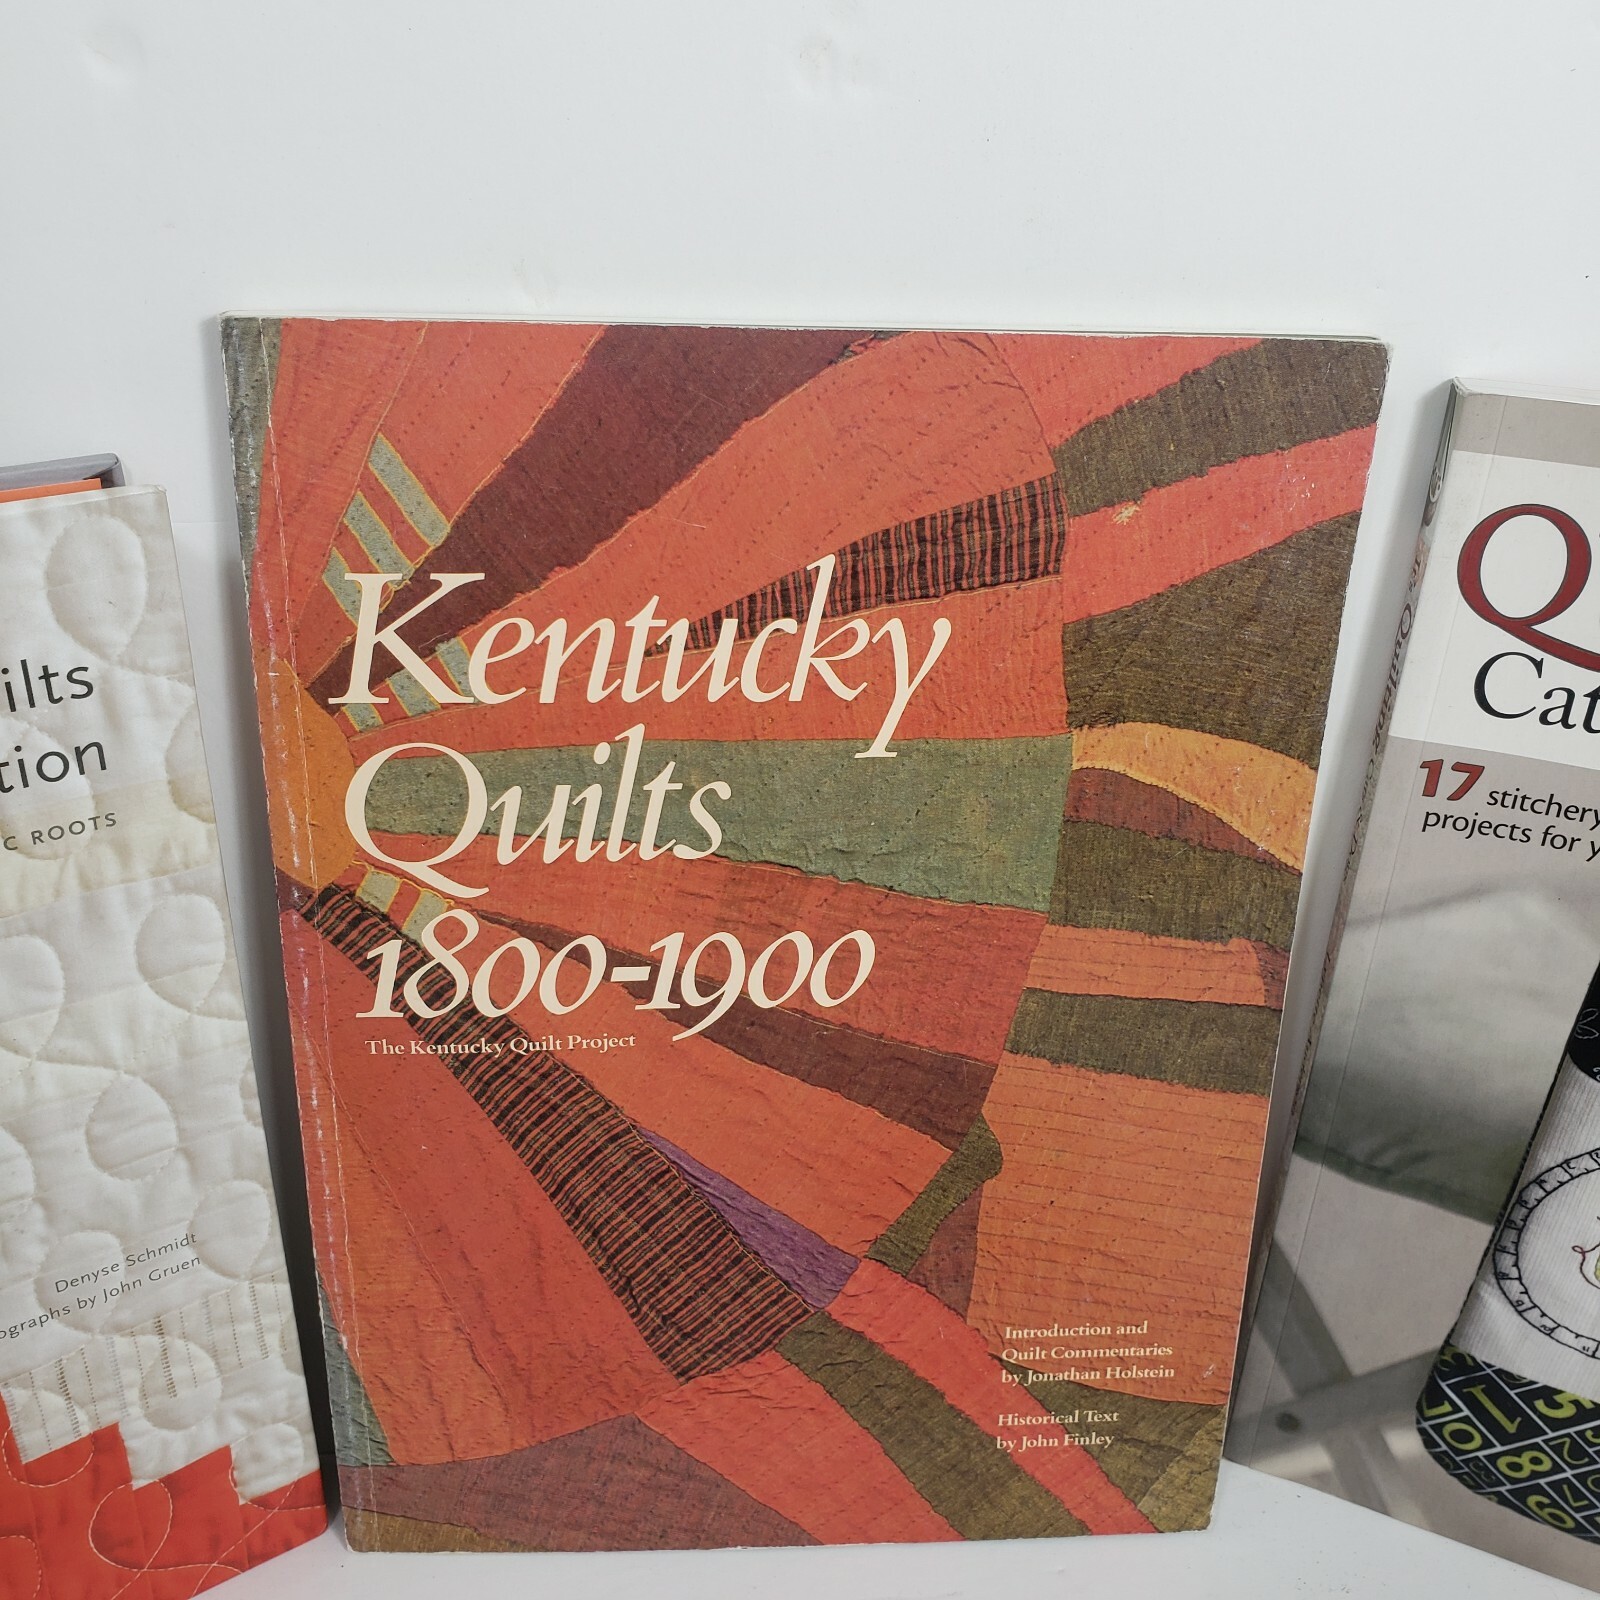 ilts
tion
C ROOTS
Denyse Schmidt
ographs by John Gruen
Kentucky
Quilts
1800-1900
The Kentucky Quilt Project
Introduction and
Quilt Commentaries
by Jonathan Holstein
Historical Text
by John Finley
Q
Cat
17 stitchery
projects for y